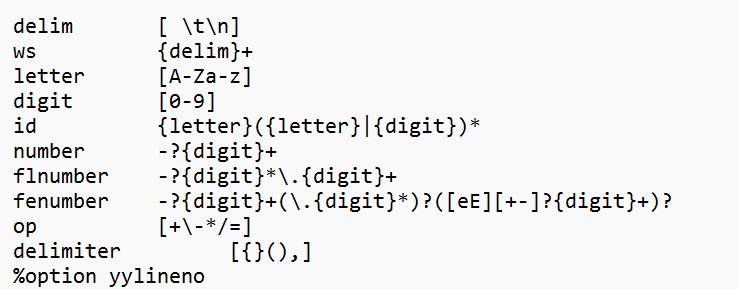 delim [ \t\n]
ws {delim}+
letter [A-Za-z]
digit [0-9]
id {letter}({letter}|{digit})*
number -?{digit}+
flnumber -?{digit}*\.{digit}+
fenumber -?{digit}+(\.{digit}*)?([eE][+-]?{digit}+)?
op [+\-*/=]
delimiter [{}(),]
%option yylineno